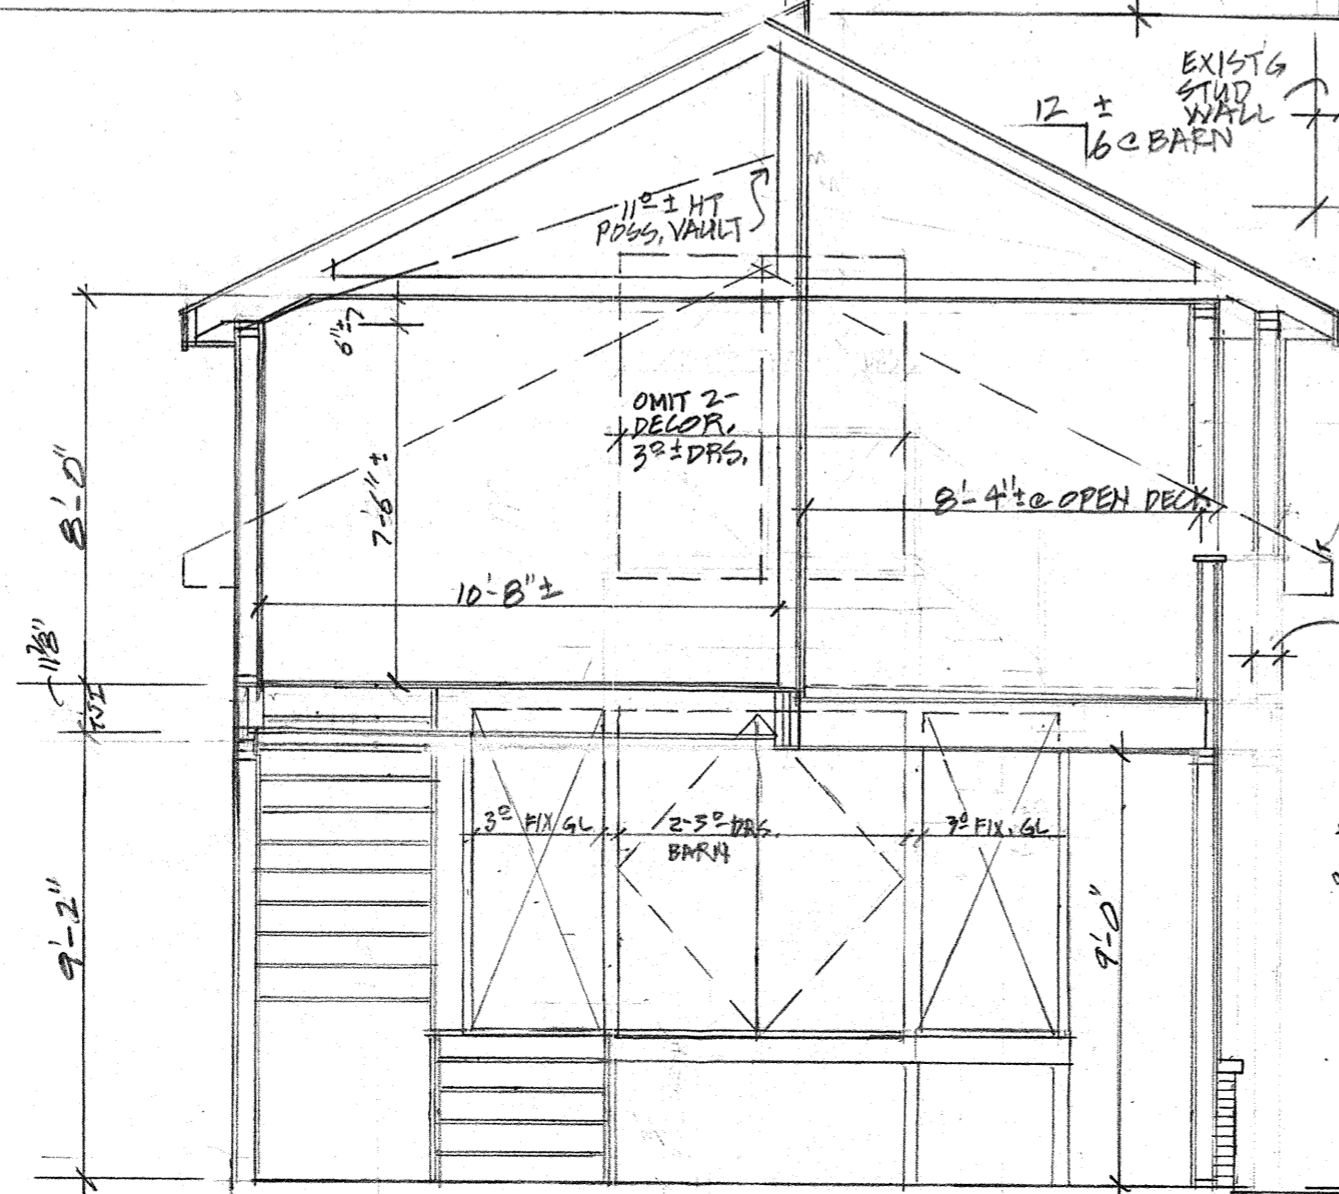 EXIST'G
STUD
WALL
12 ±
6 @ BARN
11º ± HT
POSS. VAULT
6"±
OMIT 2-
DECOR.
3º± DRS.
8'-0"
7'-6"±
8'-4"± @ OPEN DECK
10'-8"±
11 7/8"
TJI
3º FIX. GL
2-3º DRS.
BARN
3º FIX. GL
9'-2"
9'-0"